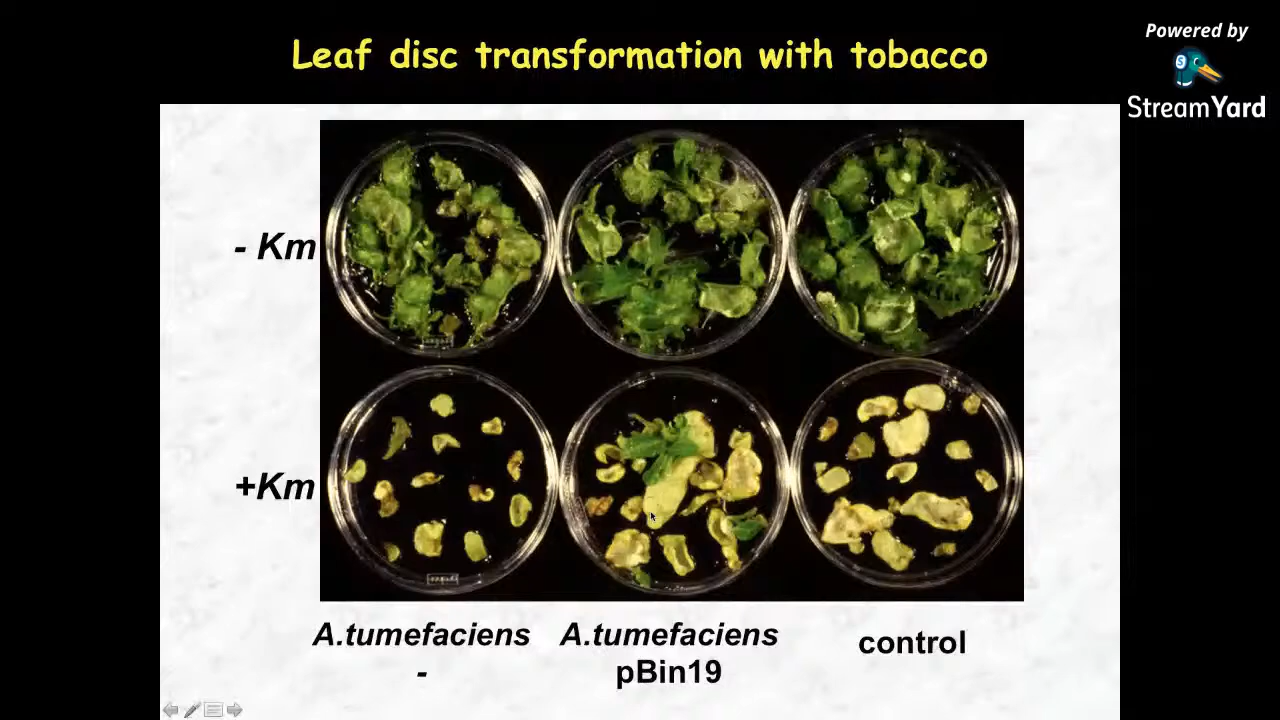 Leaf disc transformation with tobacco
Powered by
StreamYard
- Km
+Km
A.tumefaciens
-
A.tumefaciens
pBin19
control